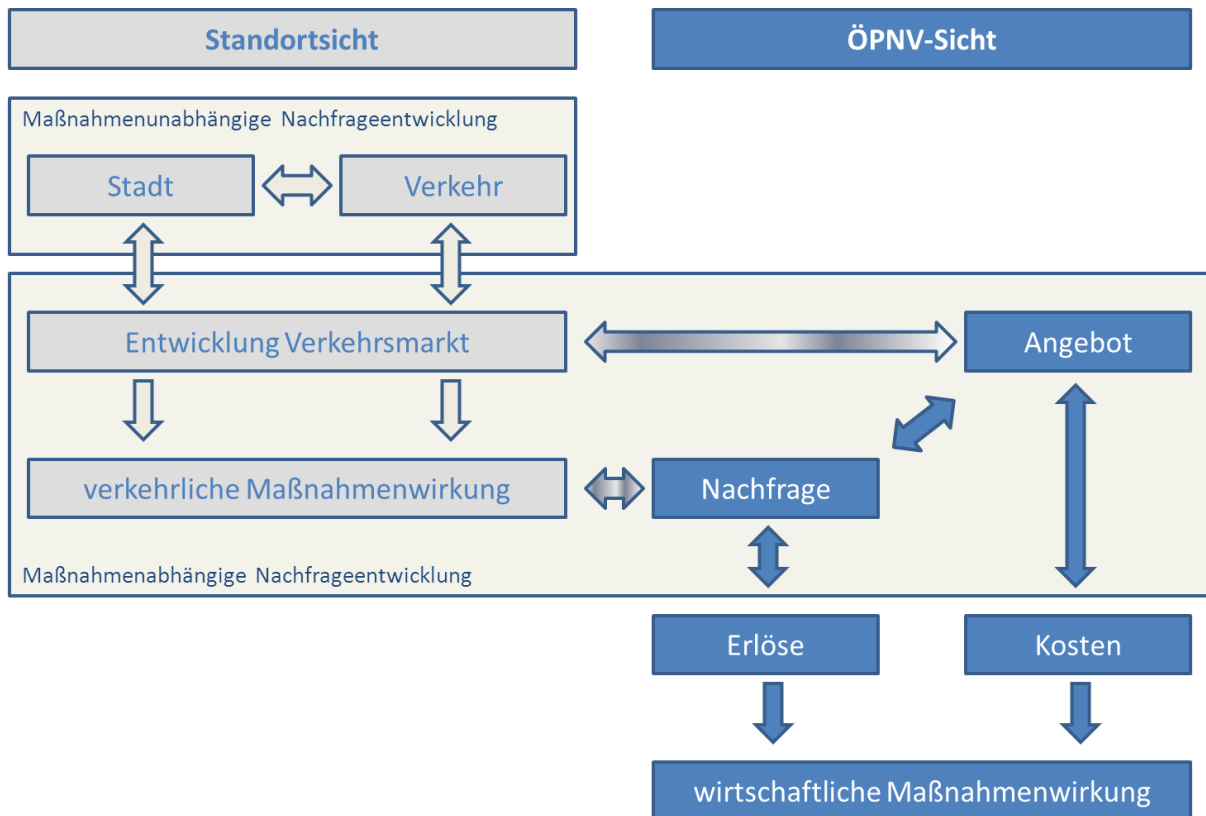 Standortsicht
ÖPNV-Sicht
Maßnahmenunabhängige Nachfrageentwicklung
Stadt
Verkehr
Entwicklung Verkehrsmarkt
Angebot
verkehrliche Maßnahmenwirkung
Nachfrage
Maßnahmenabhängige Nachfrageentwicklung
Erlöse
Kosten
wirtschaftliche Maßnahmenwirkung